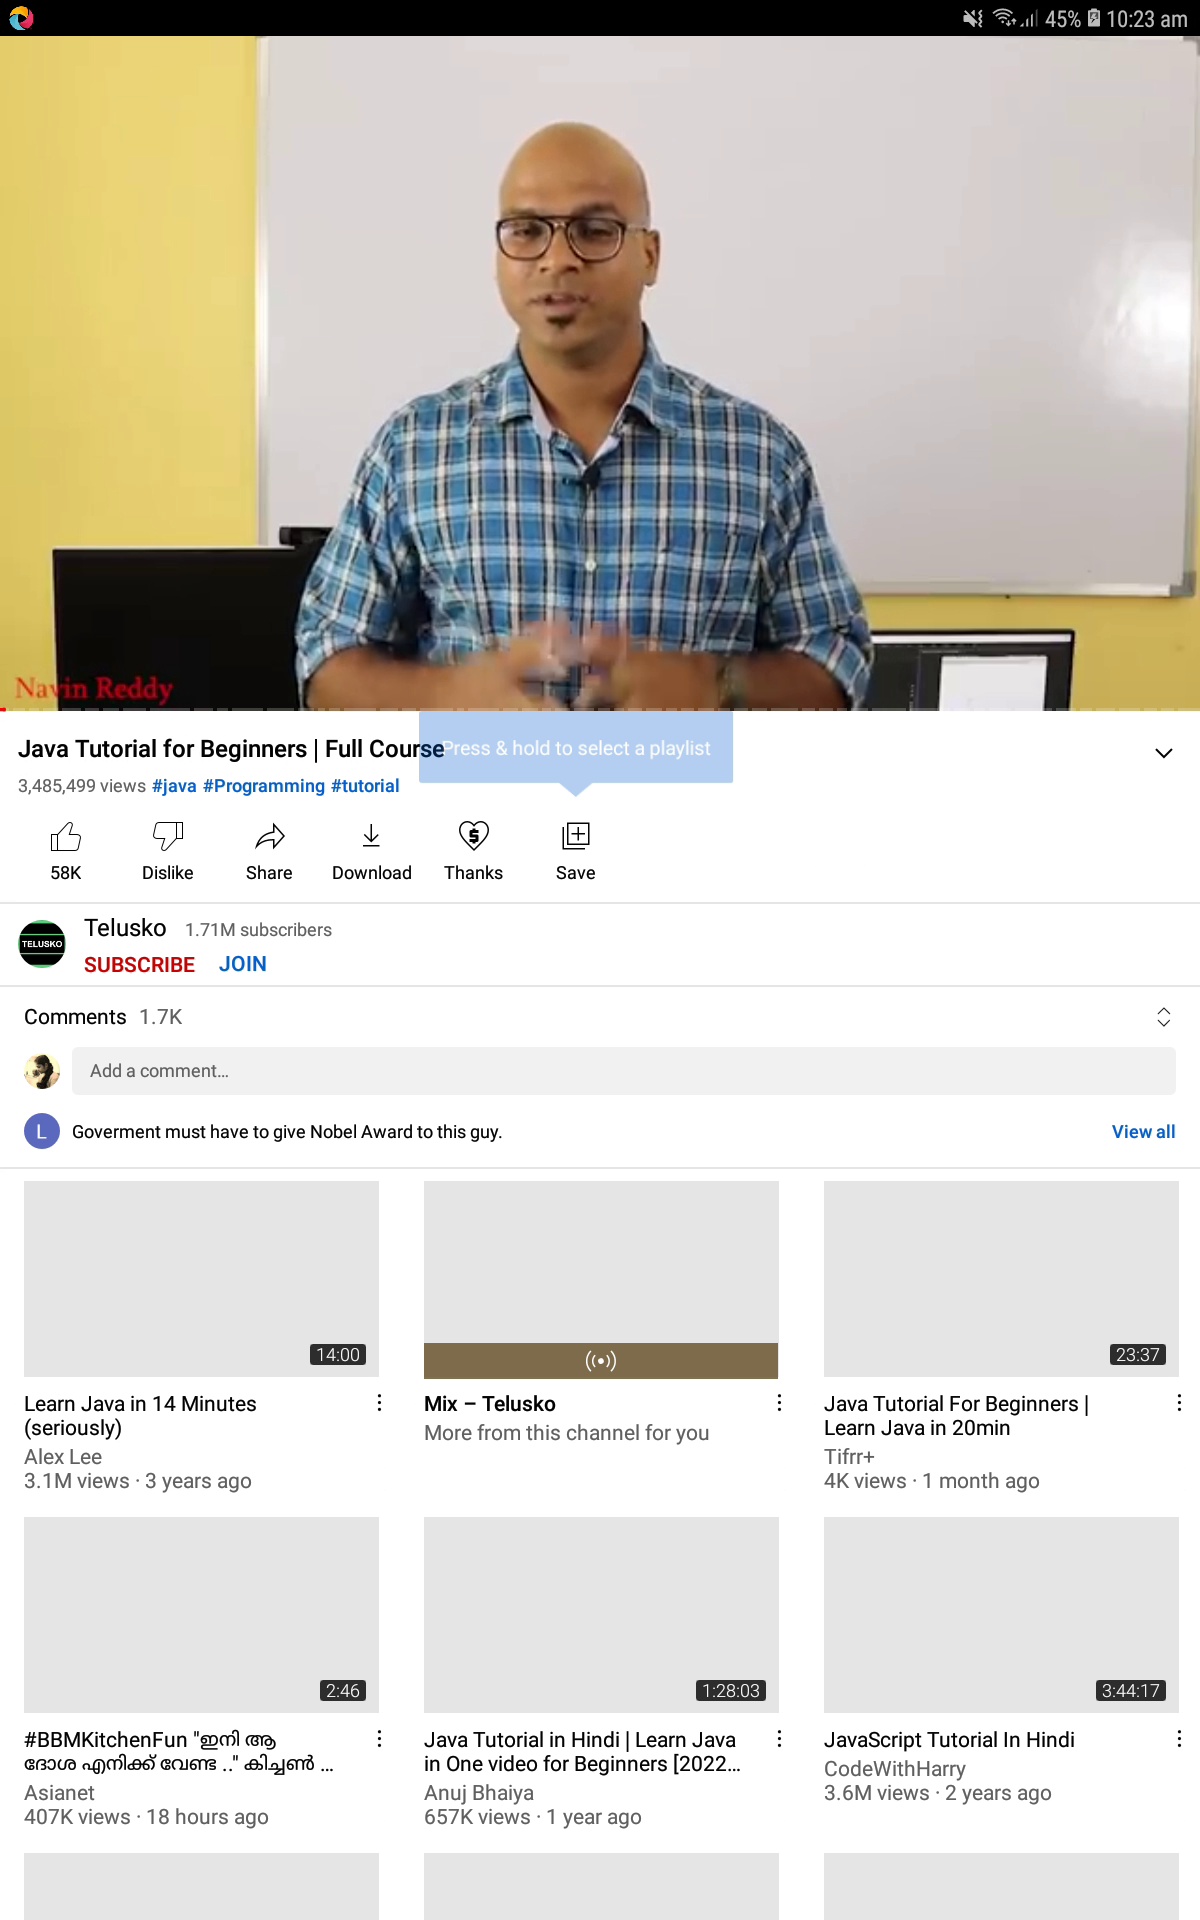 45% 10:23 am
Navin Reddy
Java Tutorial for Beginners | Full Course
Press & hold to select a playlist
3,485,499 views #java #Programming #tutorial
58K Dislike Share Download Thanks Save
TELUSKO
Telusko 1.71M subscribers
SUBSCRIBE JOIN
Comments 1.7K
Add a comment...
L Goverment must have to give Nobel Award to this guy. View all
14:00
Learn Java in 14 Minutes
(seriously)
Alex Lee
3.1M views · 3 years ago
Mix – Telusko
More from this channel for you
23:37
Java Tutorial For Beginners |
Learn Java in 20min
Tifrr+
4K views · 1 month ago
2:46
#BBMKitchenFun "ഇനി ആ
ദോശ എനിക്ക് വേണ്ട .." കിച്ചൺ ...
Asianet
407K views · 18 hours ago
1:28:03
Java Tutorial in Hindi | Learn Java
in One video for Beginners [2022...
Anuj Bhaiya
657K views · 1 year ago
3:44:17
JavaScript Tutorial In Hindi
CodeWithHarry
3.6M views · 2 years ago